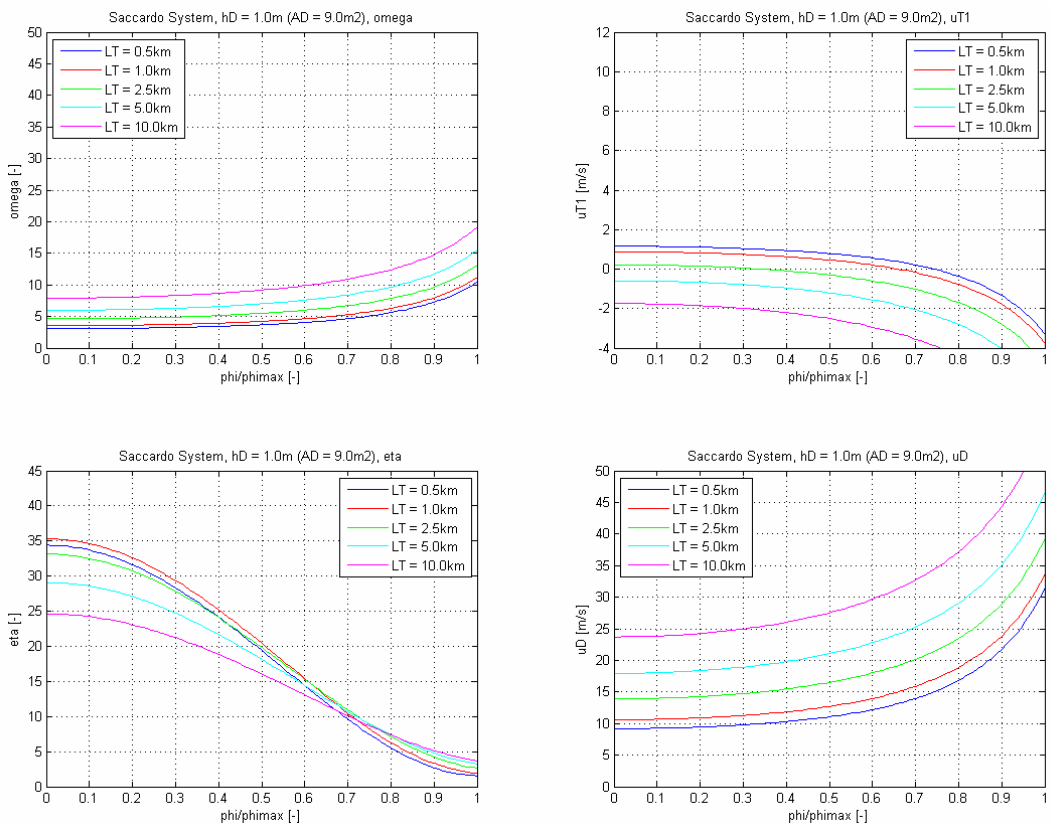 Saccardo System, hD = 1.0m (AD = 9.0m2), omega
50
45
40
35
30
25
20
15
10
5
0
omega [-]
LT = 0.5km
LT = 1.0km
LT = 2.5km
LT = 5.0km
LT = 10.0km
0 0.1 0.2 0.3 0.4 0.5 0.6 0.7 0.8 0.9 1
phi/phimax [-]
Saccardo System, hD = 1.0m (AD = 9.0m2), uT1
12
10
8
6
4
2
0
-2
-4
uT1 [m/s]
LT = 0.5km
LT = 1.0km
LT = 2.5km
LT = 5.0km
LT = 10.0km
0 0.1 0.2 0.3 0.4 0.5 0.6 0.7 0.8 0.9 1
phi/phimax [-]
Saccardo System, hD = 1.0m (AD = 9.0m2), eta
45
40
35
30
25
20
15
10
5
0
eta [-]
LT = 0.5km
LT = 1.0km
LT = 2.5km
LT = 5.0km
LT = 10.0km
0 0.1 0.2 0.3 0.4 0.5 0.6 0.7 0.8 0.9 1
phi/phimax [-]
Saccardo System, hD = 1.0m (AD = 9.0m2), uD
50
45
40
35
30
25
20
15
10
5
0
uD [m/s]
LT = 0.5km
LT = 1.0km
LT = 2.5km
LT = 5.0km
LT = 10.0km
0 0.1 0.2 0.3 0.4 0.5 0.6 0.7 0.8 0.9 1
phi/phimax [-]